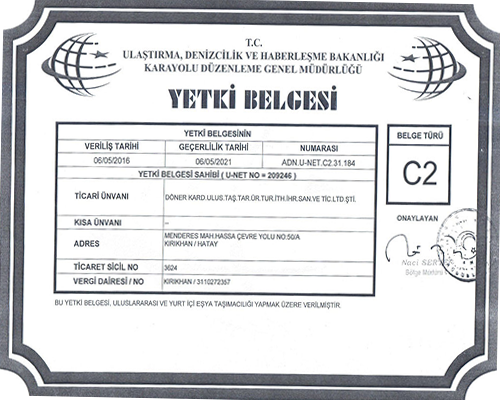 T.C.
ULAŞTIRMA, DENİZCİLİK VE HABERLEŞME BAKANLIĞI
KARAYOLU DÜZENLEME GENEL MÜDÜRLÜĞÜ
YETKİ BELGESİ
YETKİ BELGESİNİN
VERİLİŞ TARİHİ GEÇERLİLİK TARİHİ NUMARASI
06/05/2016 06/05/2021 ADN.U-NET.C2.31.184
YETKİ BELGESİ SAHİBİ ( U-NET NO = 209246 )
TİCARİ ÜNVANI DÖNER KARD.ULUS.TAŞ.TAR.ÜR.TUR.İTH.İHR.SAN.VE TİC.LTD.ŞTİ.
KISA ÜNVANI --
ADRES MENDERES MAH.HASSA ÇEVRE YOLU NO:50/A
KIRIKHAN / HATAY
TİCARET SİCİL NO 3624
VERGİ DAİRESİ / NO KIRIKHAN / 3110272357
BU YETKİ BELGESİ, ULUSLARARASI VE YURT İÇİ EŞYA TAŞIMACILIĞI YAPMAK ÜZERE VERİLMİŞTİR.
BELGE TÜRÜ
C2
ONAYLAYAN
Naci
Bölge Müdürü